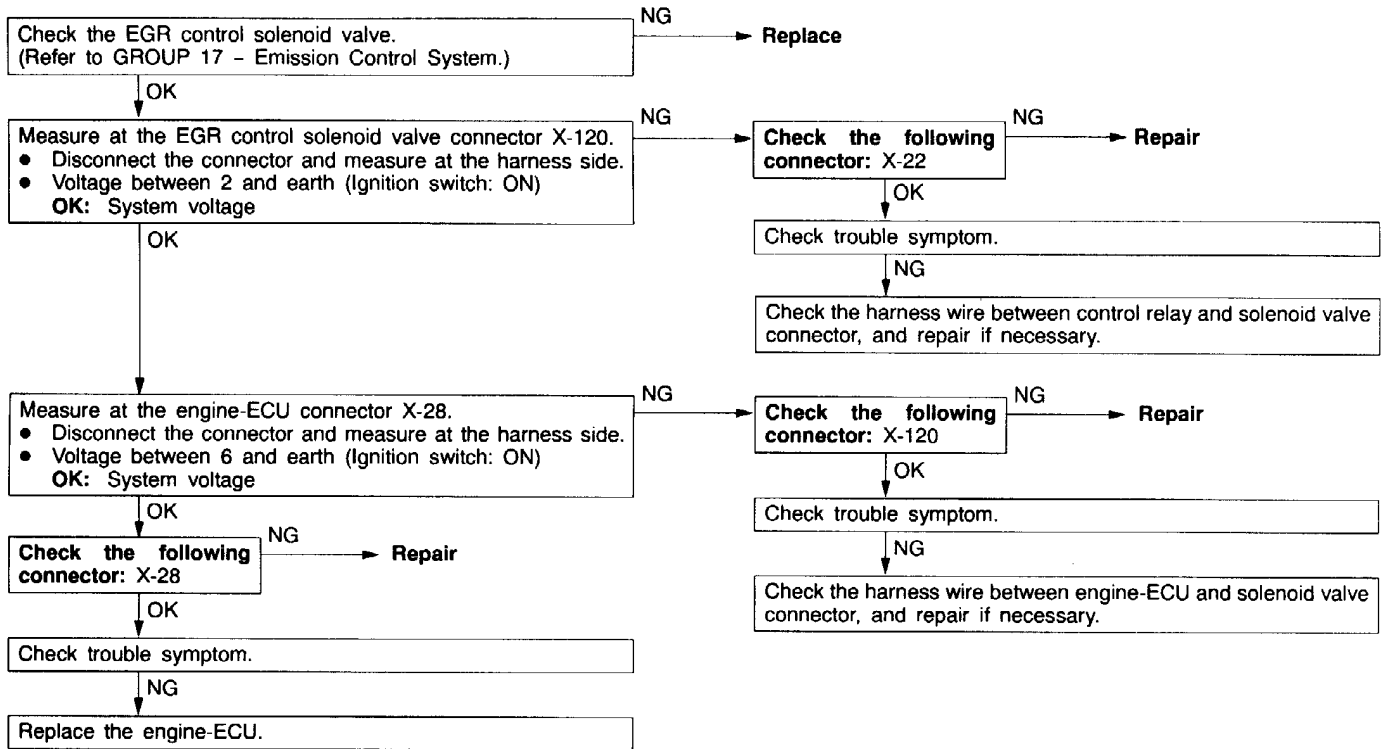 Check the EGR control solenoid valve.
(Refer to GROUP 17 – Emission Control System.)
NG
Replace
OK
Measure at the EGR control solenoid valve connector X-120.
● Disconnect the connector and measure at the harness side.
● Voltage between 2 and earth (Ignition switch: ON)
OK: System voltage
NG
Check the following
connector: X-22
NG
Repair
OK
Check trouble symptom.
NG
Check the harness wire between control relay and solenoid valve
connector, and repair if necessary.
OK
Measure at the engine-ECU connector X-28.
● Disconnect the connector and measure at the harness side.
● Voltage between 6 and earth (Ignition switch: ON)
OK: System voltage
NG
Check the following
connector: X-120
NG
Repair
OK
Check trouble symptom.
NG
Check the harness wire between engine-ECU and solenoid valve
connector, and repair if necessary.
OK
Check the following
connector: X-28
NG
Repair
OK
Check trouble symptom.
NG
Replace the engine-ECU.